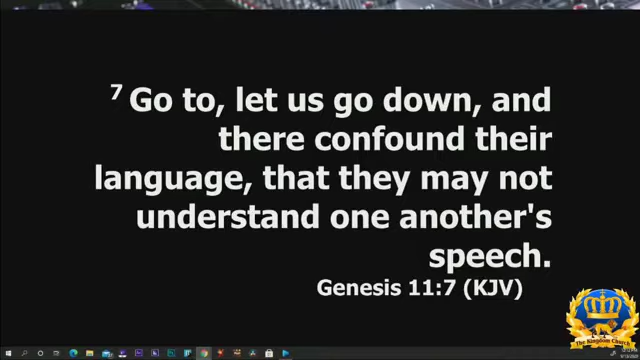 7 Go to, let us go down, and
there confound their
language, that they may not
understand one another's
speech.
Genesis 11:7 (KJV)
The Kingdom Church